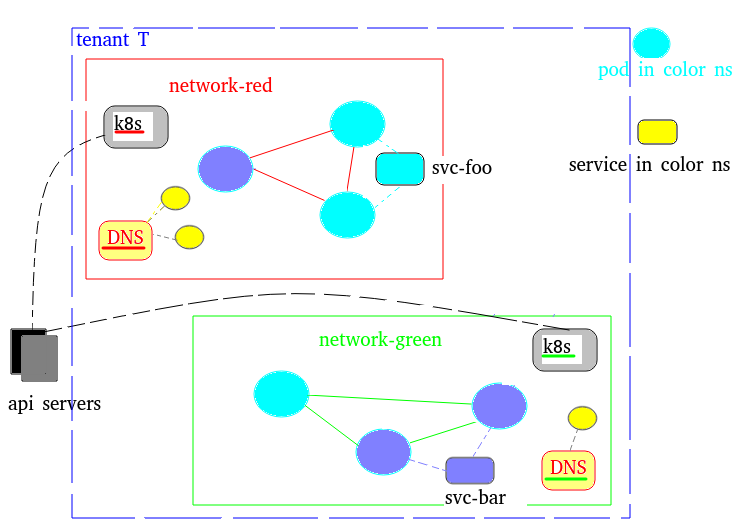 tenant T
network-red
k8s
svc-foo
DNS
pod in color ns
service in color ns
network-green
k8s
api servers
DNS
svc-bar